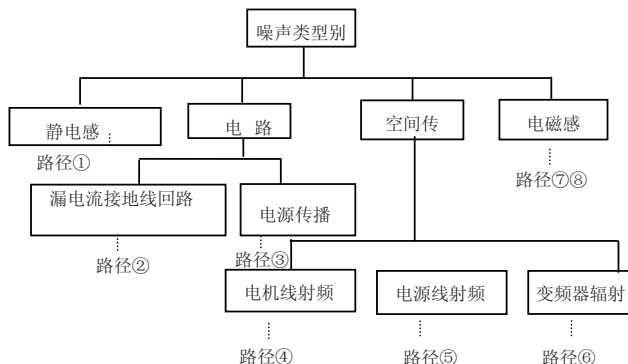 噪声类型别
静电感
电 路
空间传
电磁感
路径①
路径⑦⑧
漏电流接地线回路
电源传播
路径②
路径③
电机线射频
电源线射频
变频器辐射
路径④
路径⑤
路径⑥